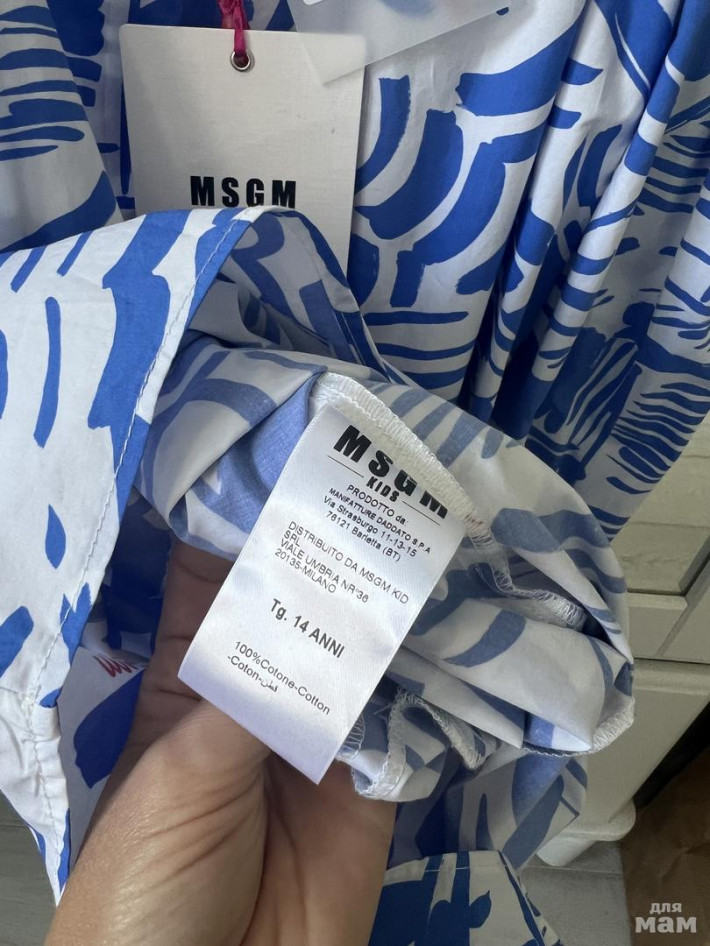 MSGM
MSGM
KIDS
PRODOTTO da:
MANIFATTURE DADDATO S.P.A
Via Strasburgo 11-13-15
76121 Barletta (BT)
DISTRIBUITO DA MSGM KID
SRL
VIALE UMBRIA NR°36
20135-MILANO
Tg. 14 ANNI
100%Cotone-Cotton
-Coton-قطن
для
мам